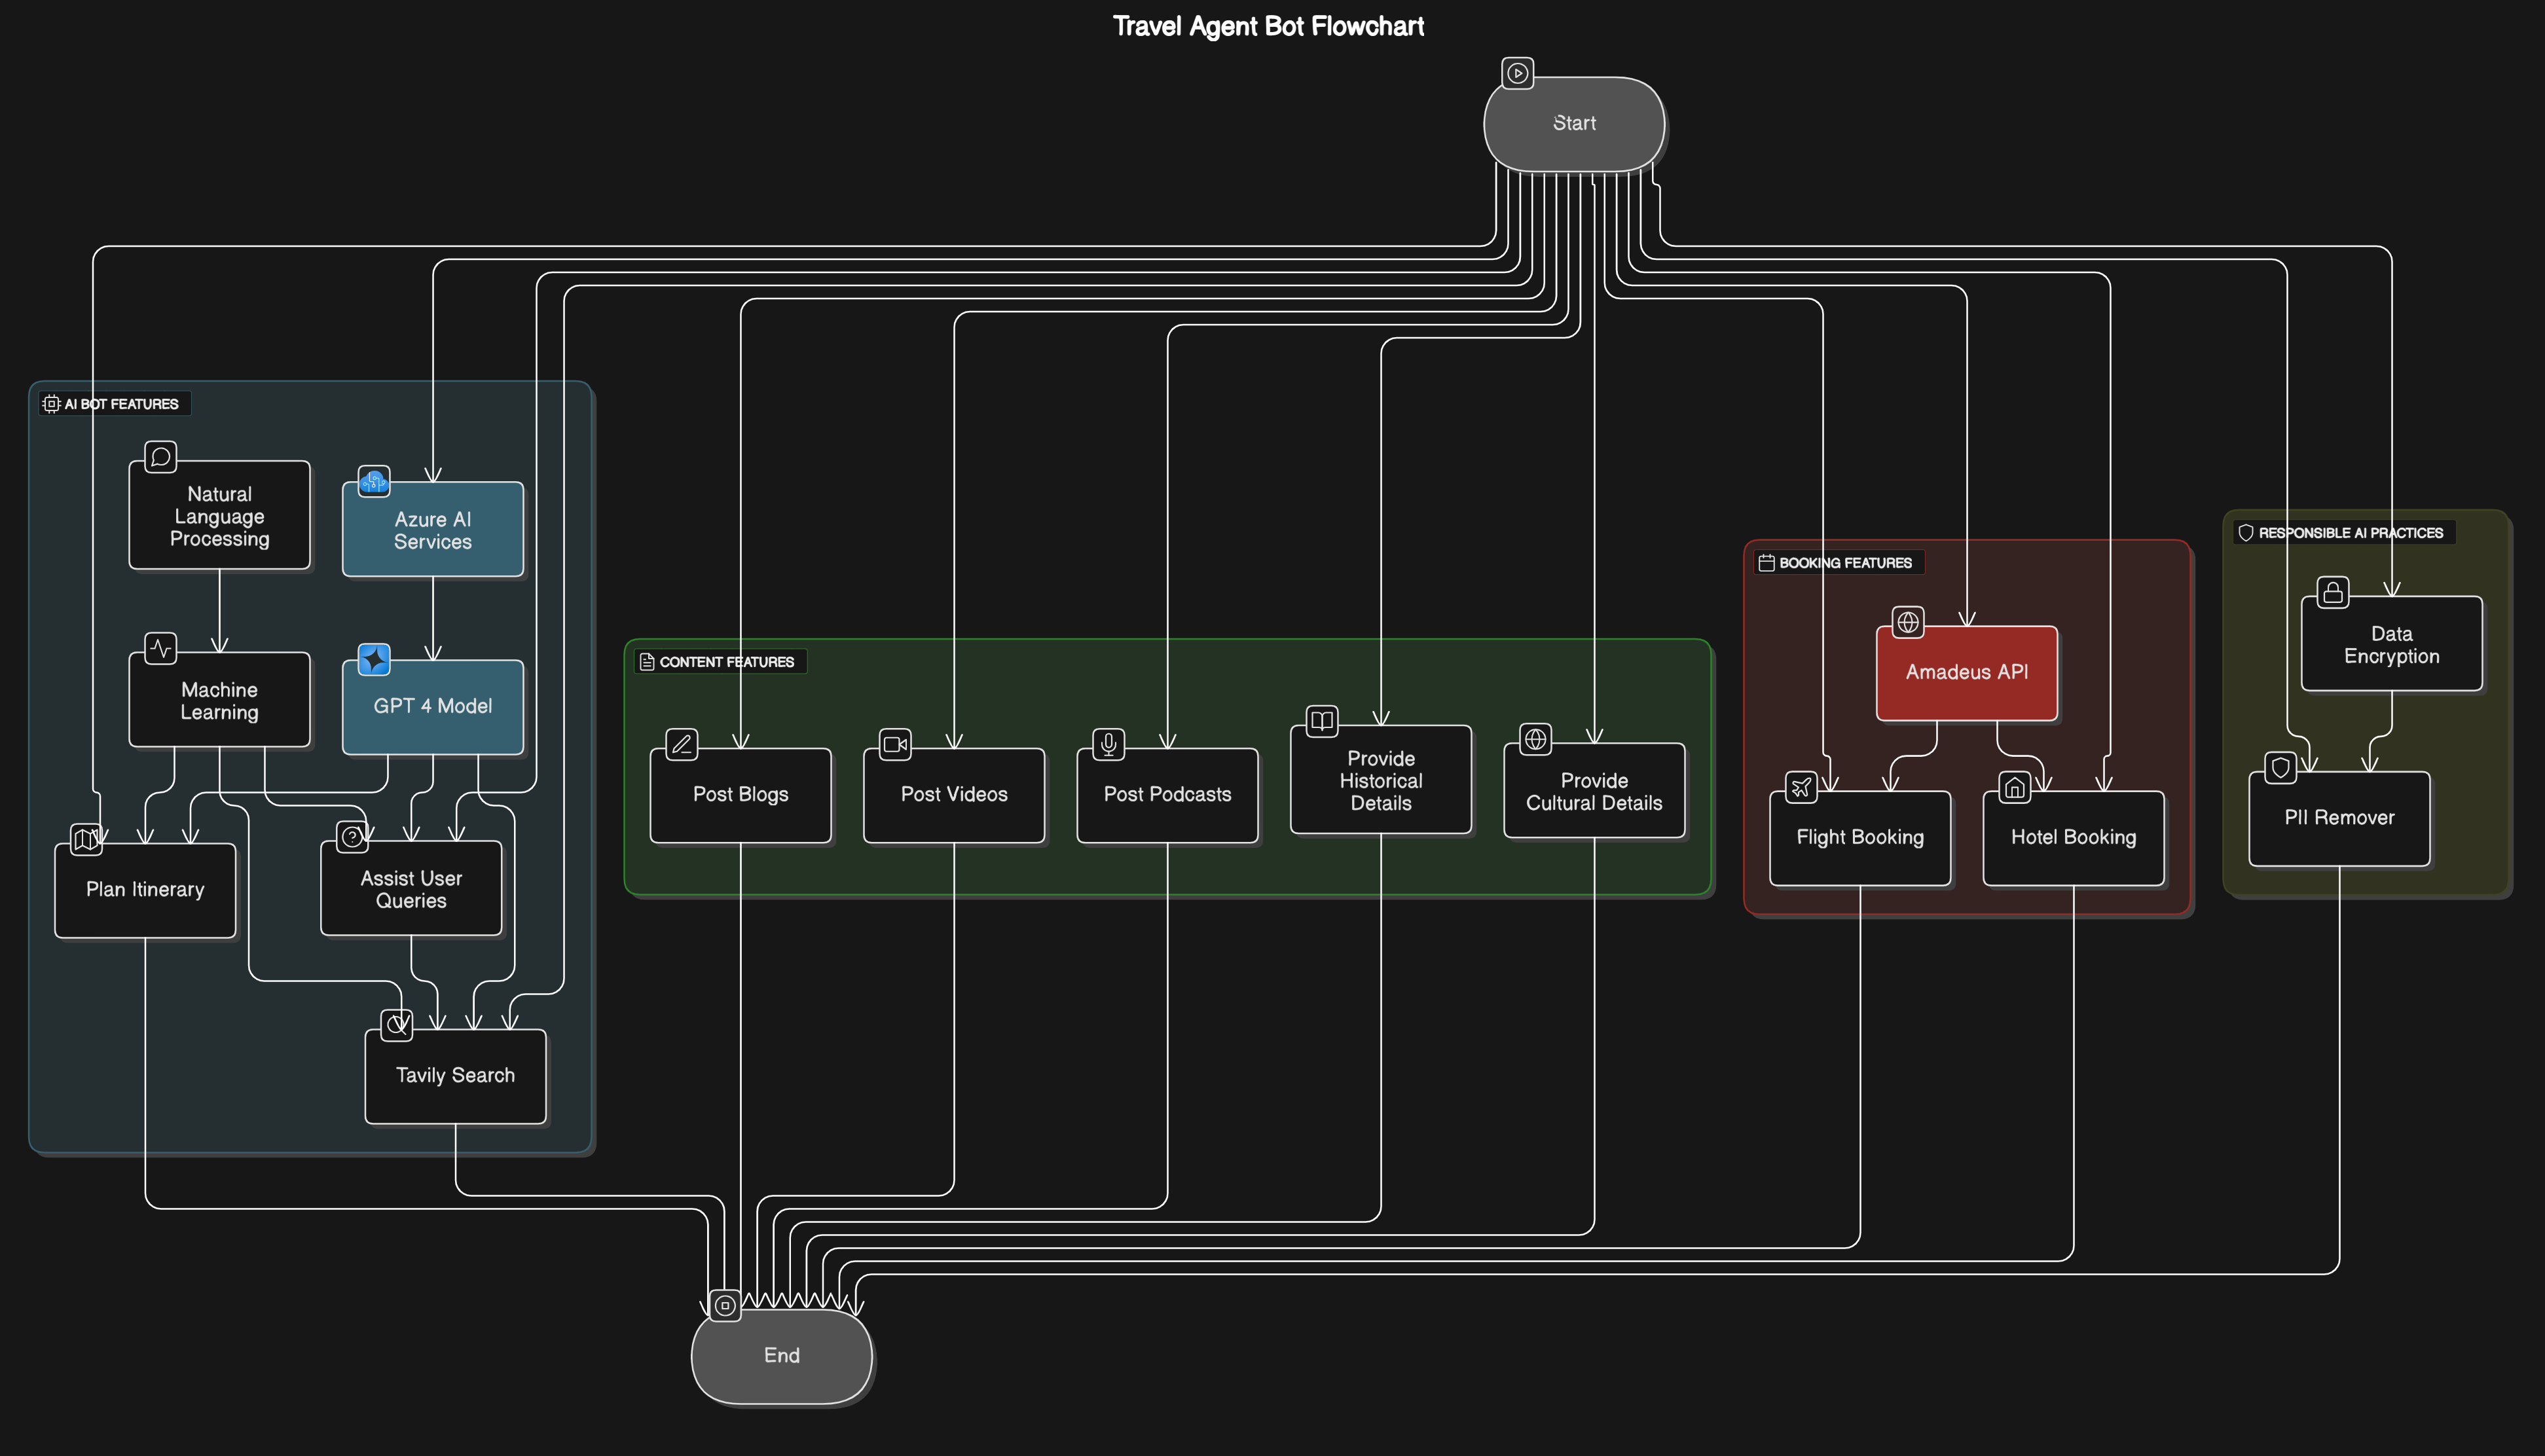 Travel Agent Bot Flowchart
Start
AI BOT FEATURES
Natural
Language
Processing
Azure AI
Services
Machine
Learning
GPT 4 Model
Plan Itinerary
Assist User
Queries
Tavily Search
CONTENT FEATURES
Post Blogs
Post Videos
Post Podcasts
Provide
Historical
Details
Provide
Cultural Details
BOOKING FEATURES
Amadeus API
Flight Booking
Hotel Booking
RESPONSIBLE AI PRACTICES
Data
Encryption
PII Remover
End